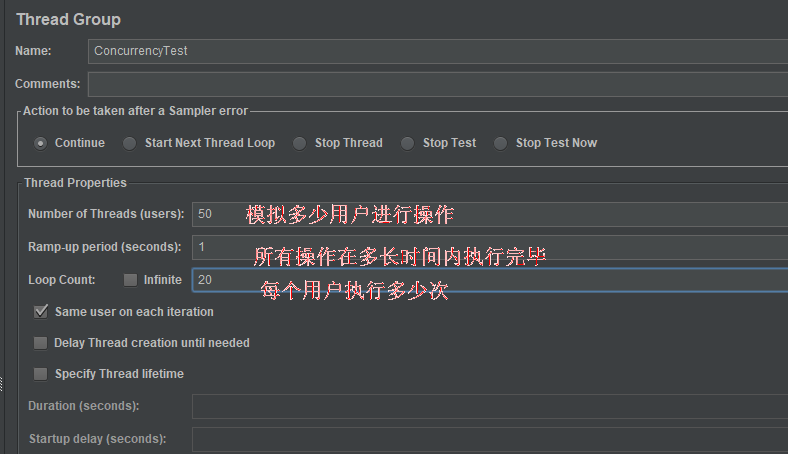 Thread Group
Name: ConcurrencyTest
Comments:
Action to be taken after a Sampler error
Continue Start Next Thread Loop Stop Thread Stop Test Stop Test Now
Thread Properties
Number of Threads (users): 50 模拟多少用户进行操作
Ramp-up period (seconds): 1 所有操作在多长时间内执行完毕
Loop Count: Infinite 20 每个用户执行多少次
Same user on each iteration
Delay Thread creation until needed
Specify Thread lifetime
Duration (seconds):
Startup delay (seconds):